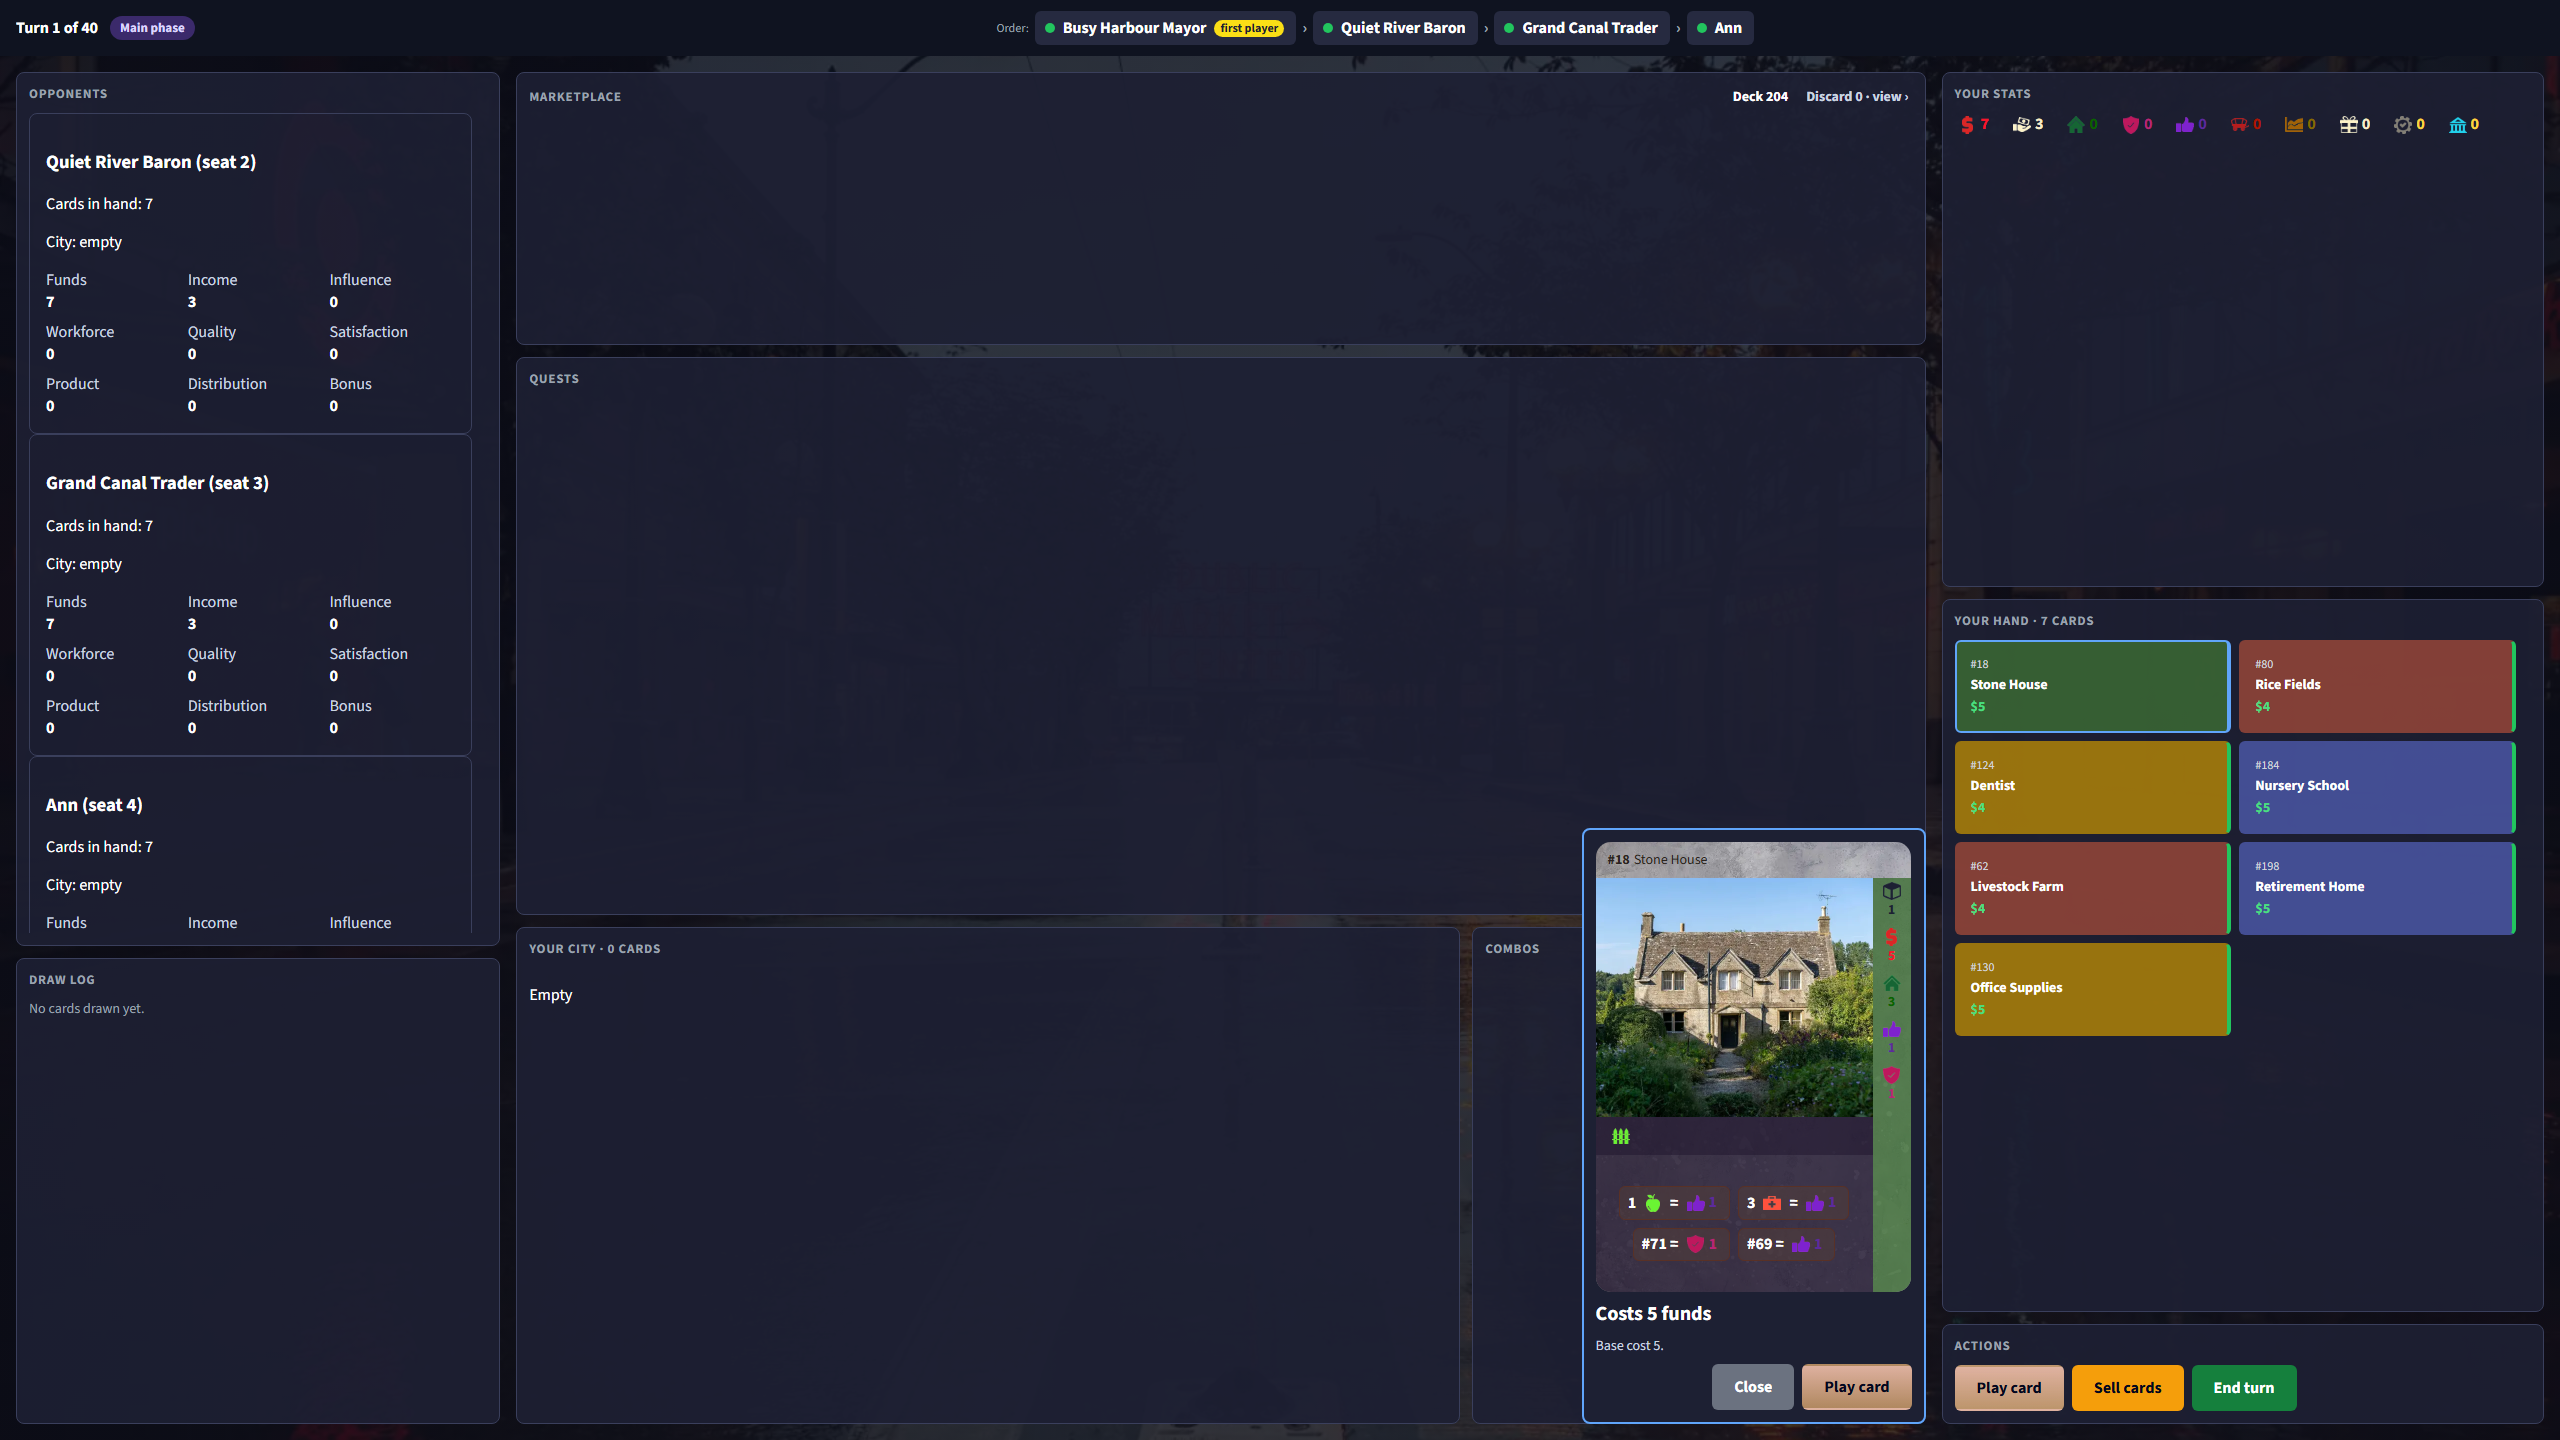 Turn 1 of 40 Main phase
Order: Busy Harbour Mayor first player › Quiet River Baron › Grand Canal Trader › Ann
OPPONENTS
Quiet River Baron (seat 2)
Cards in hand: 7
City: empty
Funds Income Influence
7 3 0
Workforce Quality Satisfaction
0 0 0
Product Distribution Bonus
0 0 0
Grand Canal Trader (seat 3)
Cards in hand: 7
City: empty
Funds Income Influence
7 3 0
Workforce Quality Satisfaction
0 0 0
Product Distribution Bonus
0 0 0
Ann (seat 4)
Cards in hand: 7
City: empty
Funds Income Influence
DRAW LOG
No cards drawn yet.
MARKETPLACE
Deck 204 Discard 0 · view ›
QUESTS
YOUR CITY · 0 CARDS
Empty
COMBOS
#18 Stone House
1
5
3
1
1
1 = 1 3 = 1
#71 = 1 #69 = 1
Costs 5 funds
Base cost 5.
Close Play card
YOUR STATS
7 3 0 0 0 0 0 0 0 0
YOUR HAND · 7 CARDS
#18
Stone House
$5
#80
Rice Fields
$4
#124
Dentist
$4
#184
Nursery School
$5
#62
Livestock Farm
$4
#198
Retirement Home
$5
#130
Office Supplies
$5
ACTIONS
Play card Sell cards End turn